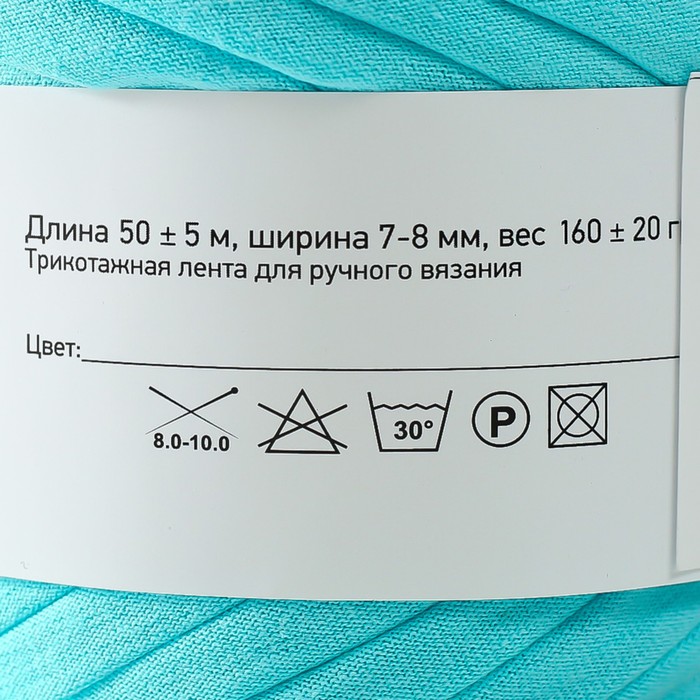 Длина 50 ± 5 м, ширина 7-8 мм, вес 160 ± 20 г
Трикотажная лента для ручного вязания
Цвет:
8.0-10.0 30° P